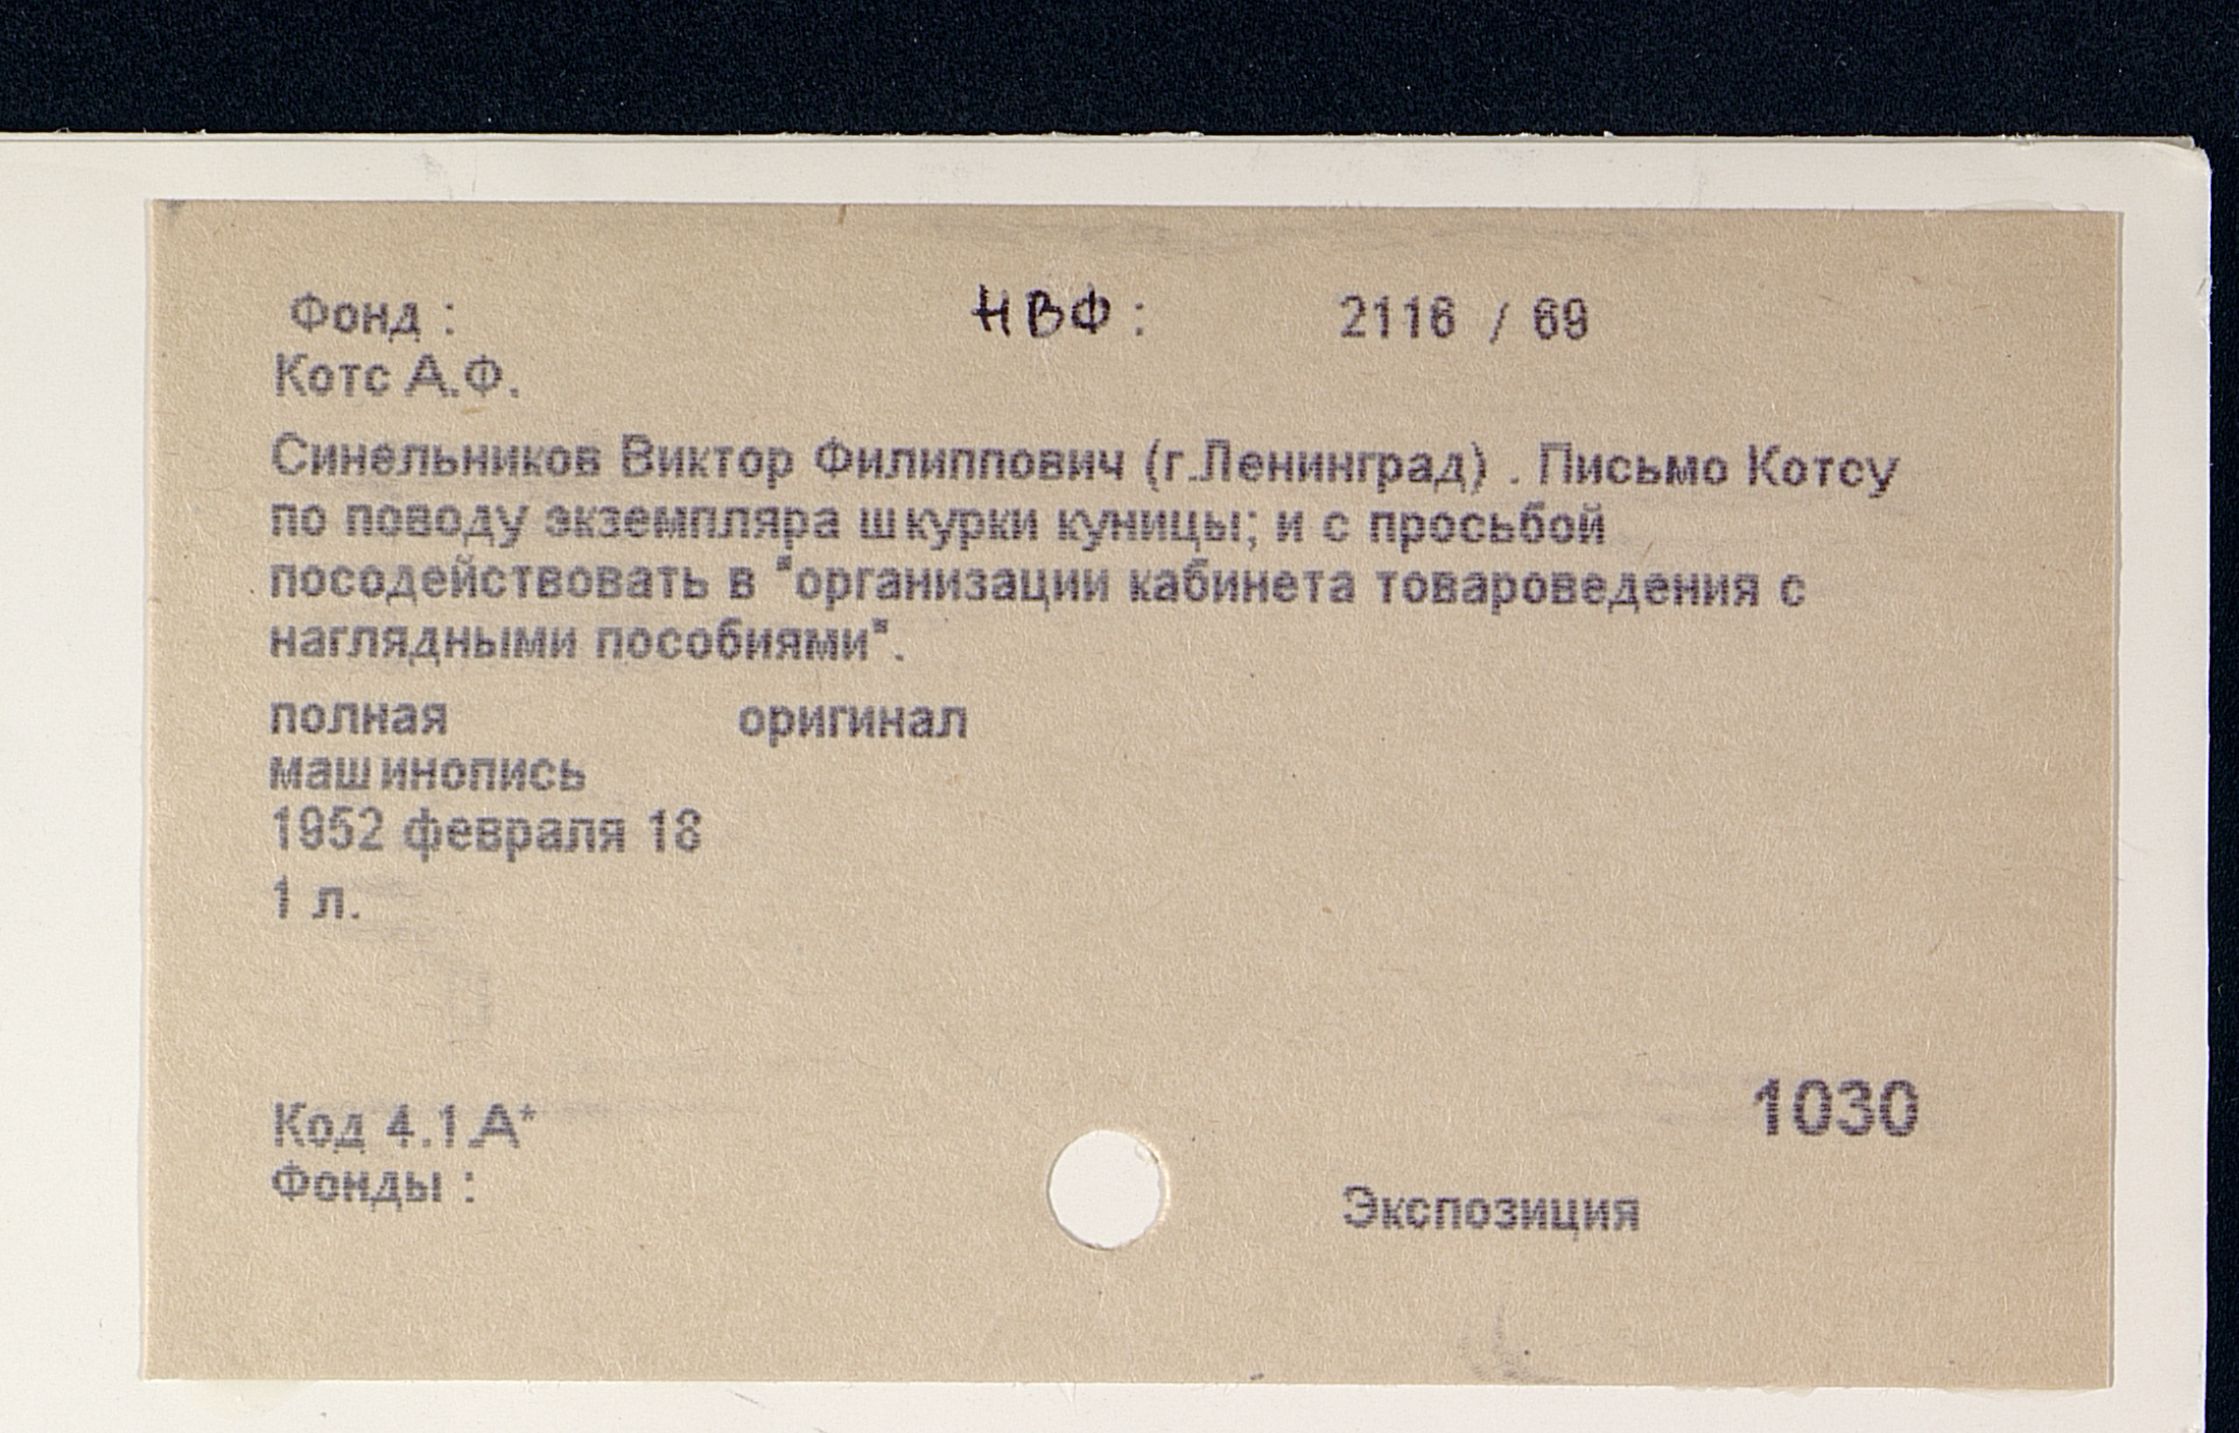 Фонд : НВФ : 2116 / 69
Котс А.Ф.
Синельников Виктор Филиппович (г.Ленинград) . Письмо Котсу
по поводу экземпляра шкурки куницы; и с просьбой
посодействовать в "организации кабинета товароведения с
наглядными пособиями".
полная оригинал
машинопись
1952 февраля 18
1 л.
1030
Код 4.1.А*
Фонды :
Экспозиция